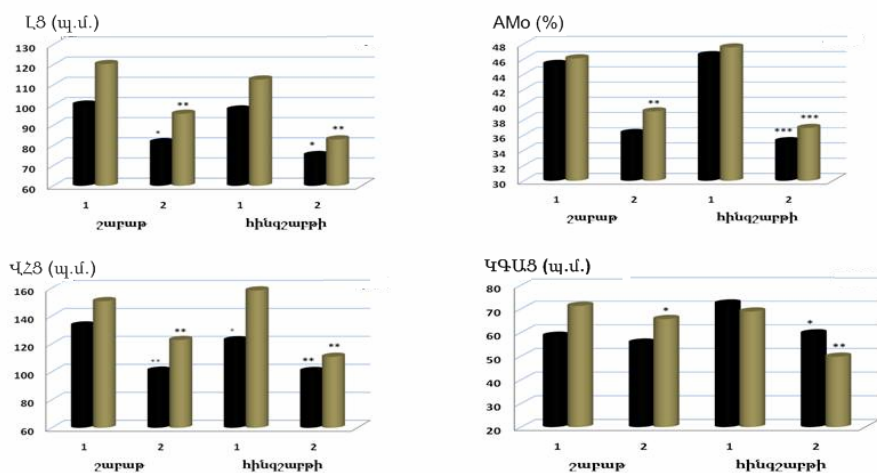 ԼՑ (պ.մ.)
130
120
110
100
90
80
70
60
* ** * **
1 2 1 2
շաբաթ հինգշաբթի
AMo (%)
48
46
44
42
40
38
36
34
32
30
** *** ***
1 2 1 2
շաբաթ հինգշաբթի
ՎՀՑ (պ.մ.)
160
140
120
100
80
60
** ** * ** **
1 2 1 2
շաբաթ հինգշաբթի
ԿԳԱՑ (պ.մ.)
80
70
60
50
40
30
20
* * **
1 2 1 2
շաբաթ հինգշաբթի